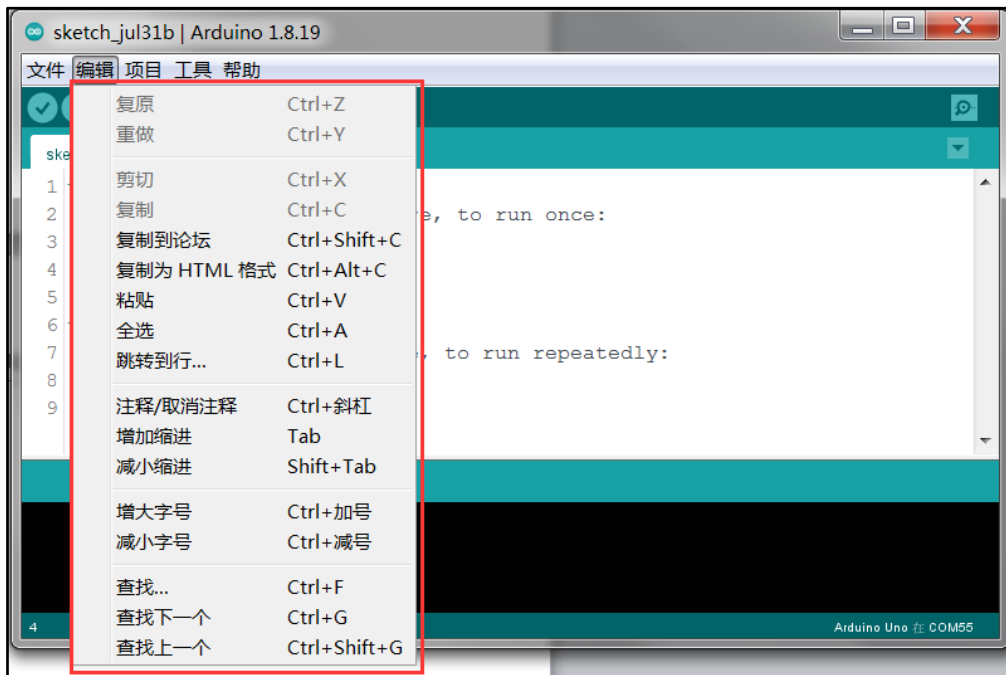 sketch_jul31b | Arduino 1.8.19
文件 编辑 项目 工具 帮助
复原 Ctrl+Z
重做 Ctrl+Y
ske
剪切 Ctrl+X
1
复制 Ctrl+C
2 e, to run once:
复制到论坛 Ctrl+Shift+C
3
复制为 HTML 格式 Ctrl+Alt+C
4
粘贴 Ctrl+V
5
全选 Ctrl+A
6
跳转到行... Ctrl+L
7 , to run repeatedly:
8
注释/取消注释 Ctrl+斜杠
9
增加缩进 Tab
减小缩进 Shift+Tab
增大字号 Ctrl+加号
减小字号 Ctrl+减号
查找... Ctrl+F
查找下一个 Ctrl+G
4 Arduino Uno 在 COM55
查找上一个 Ctrl+Shift+G